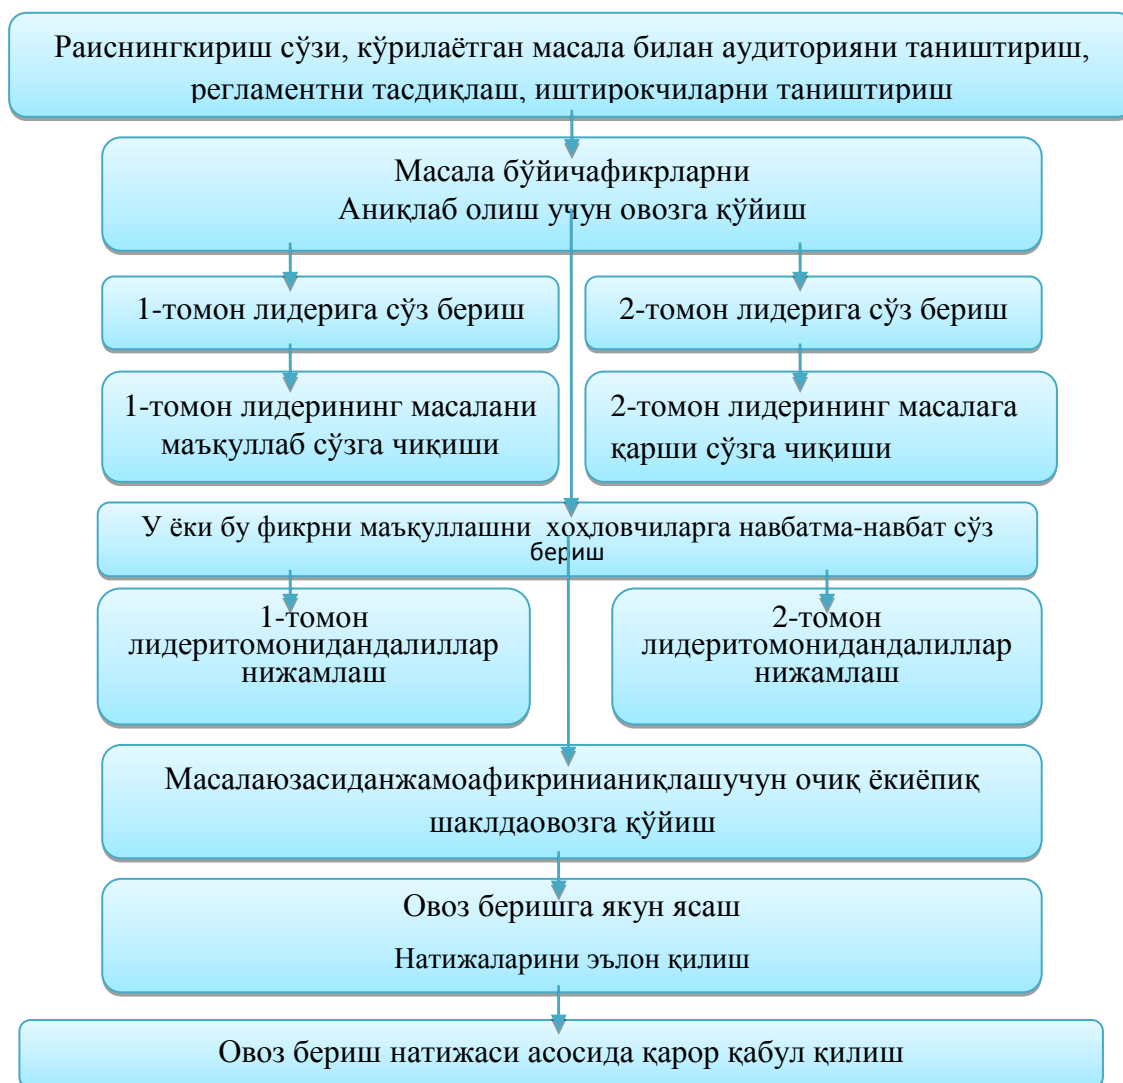 Раиснингкириш сўзи, кўрилаётган масала билан аудиторияни таништириш,
регламентни тасдиқлаш, иштирокчиларни таништириш
Масала бўйичафикрларни
Аниқлаб олиш учун овозга қўйиш
1-томон лидерига сўз бериш
2-томон лидерига сўз бериш
1-томон лидерининг масалани
маъқуллаб сўзга чиқиши
2-томон лидерининг масалага
қарши сўзга чиқиши
У ёки бу фикрни маъқуллашни хоҳловчиларга навбатма-навбат сўз
бериш
1-томон
лидеритомонидандалиллар
нижамлаш
2-томон
лидеритомонидандалиллар
нижамлаш
Масалаюзасиданжамоафикринианиқлашучун очиқ ёкиёпиқ
шаклдаовозга қўйиш
Овоз беришга якун ясаш
Натижаларини эълон қилиш
Овоз бериш натижаси асосида қарор қабул қилиш